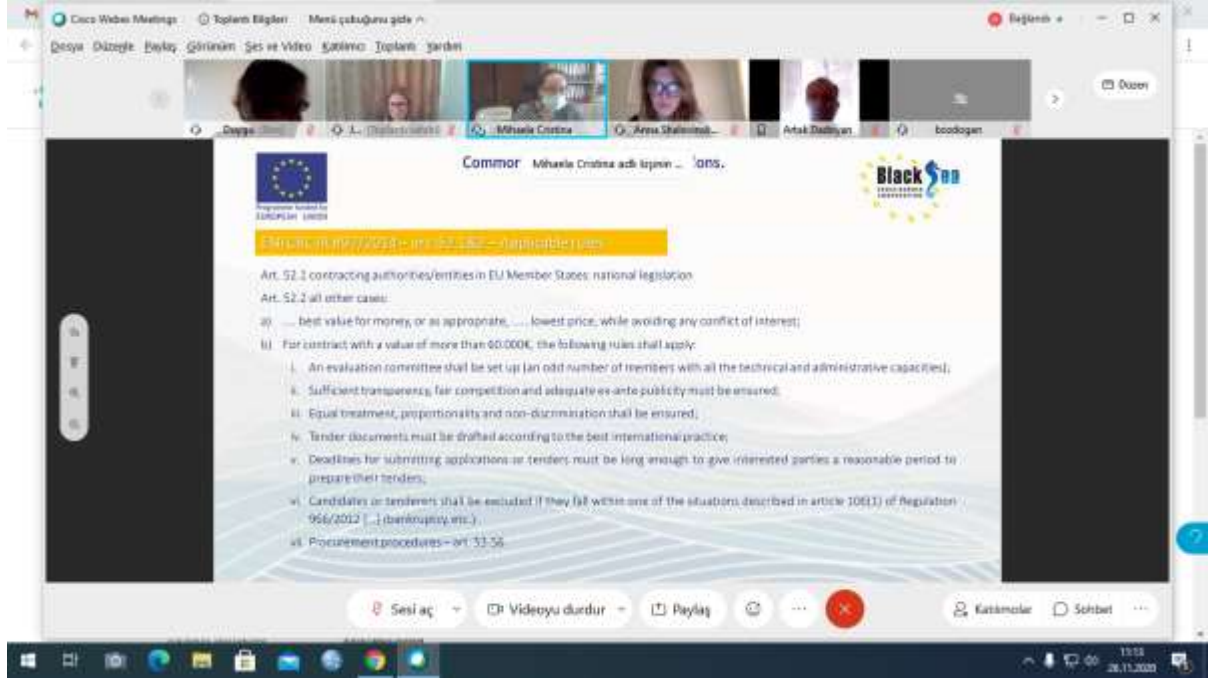 Cisco Webex Meetings Toplantı Bilgileri Menü çubuğunu gizle Bağlandı
Dosya Düzenle Paylaş Görünüm Ses ve Video Katılımcı Toplantı Yardım
Düzen
Duygu
Mihaela Cristina
Artak Dadoyan
bozdogan
Mihaela Cristina adlı kişinin ...
ions.
Programme funded by
EUROPEAN UNION
Black Sea
Applicable rules
Art. 52.1 contracting authorities/entities in EU Member States: national legislation
Art. 52.2 all other cases:
a) .... best value for money, or as appropriate, ..... lowest price, while avoiding any conflict of interest;
b) For contract with a value of more than 60.000€, the following rules shall apply:
i. An evaluation committee shall be set up (an odd number of members with all the technical and administrative capacities);
ii. Sufficient transparency, fair competition and adequate ex-ante publicity must be ensured;
iii. Equal treatment, proportionality and non-discrimination shall be ensured;
iv. Tender documents must be drafted according to the best international practice;
v. Deadlines for submitting applications or tenders must be long enough to give interested parties a reasonable period to
prepare their tenders;
vi. Candidates or tenderers shall be excluded if they fall within one of the situations described in article 106(1) of Regulation
966/2012 [...] (bankruptcy, etc.)
vii. Procurement procedures – art. 53-56
Sesi aç Videoyu durdur Paylaş Katılımcılar Sohbet